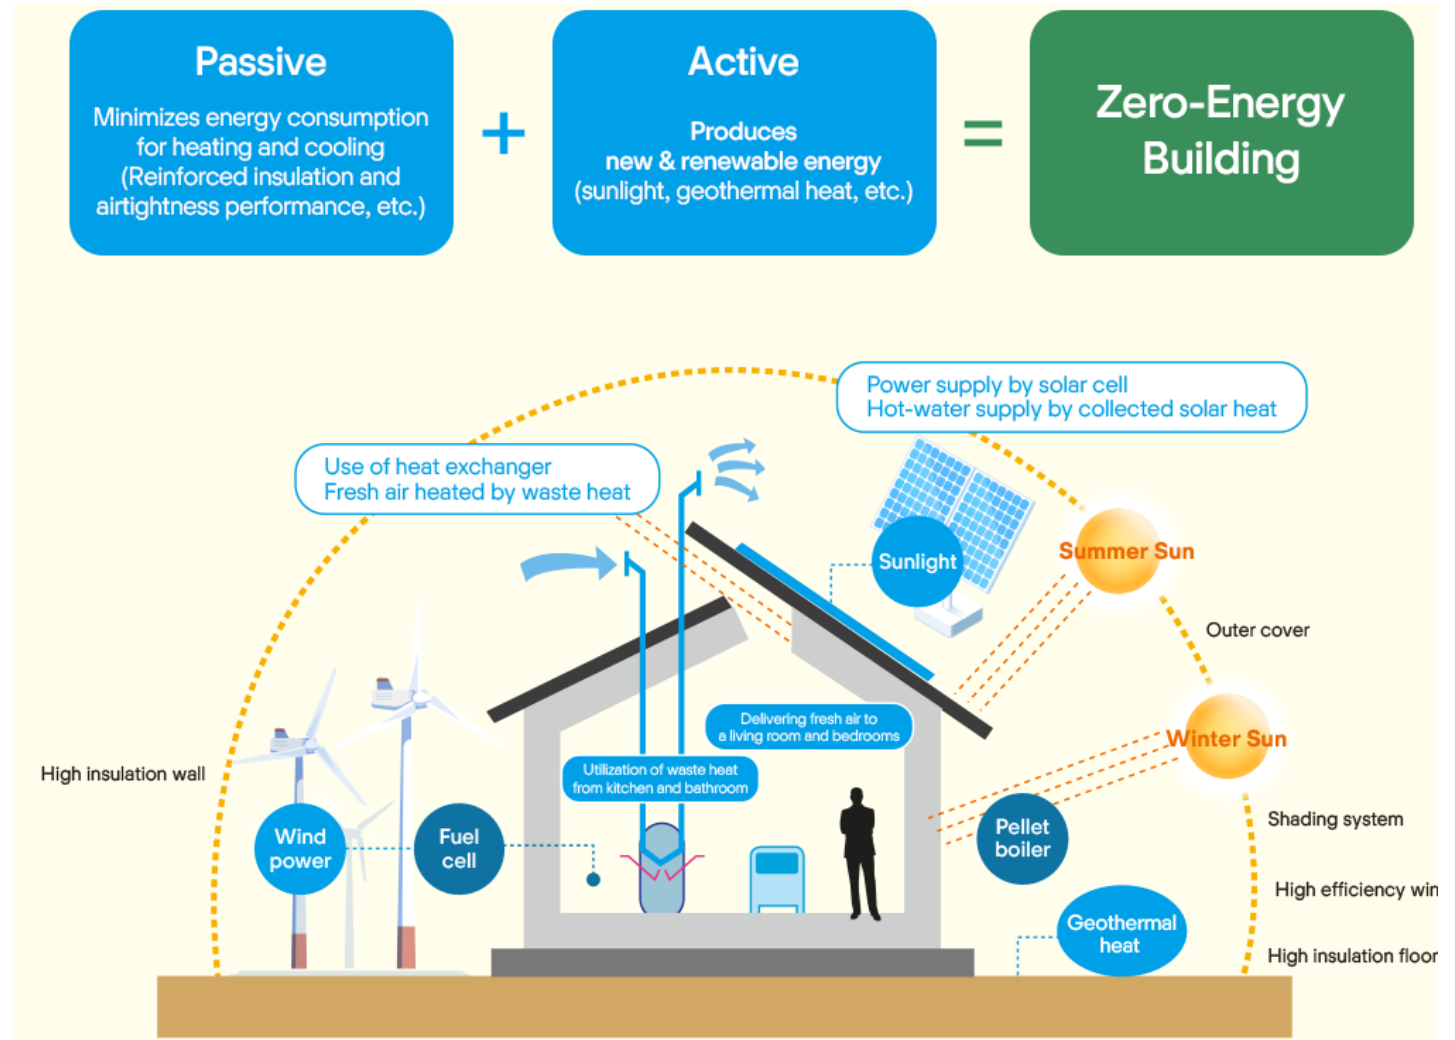 Passive
Minimizes energy consumption
for heating and cooling
(Reinforced insulation and
airtightness performance, etc.)
+
Active
Produces
new & renewable energy
(sunlight, geothermal heat, etc.)
=
Zero-Energy
Building
Power supply by solar cell
Hot-water supply by collected solar heat
Use of heat exchanger
Fresh air heated by waste heat
Summer Sun
Sunlight
Outer cover
Delivering fresh air to
a living room and bedrooms
Winter Sun
High insulation wall
Utilization of waste heat
from kitchen and bathroom
Wind
power
Fuel
cell
Pellet
boiler
Shading system
High efficiency win
Geothermal
heat
High insulation floor